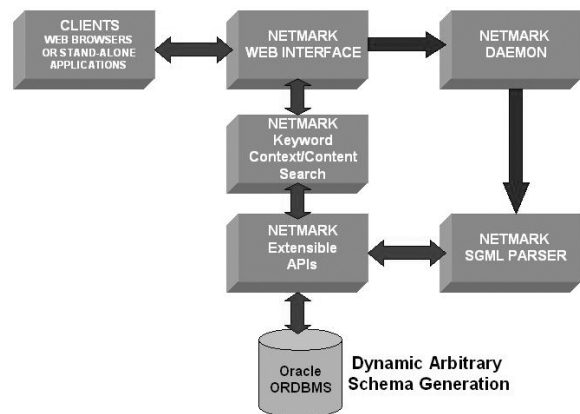 CLIENTS
WEB BROWSERS
OR STAND-ALONE
APPLICATIONS
NETMARK
WEB INTERFACE
NETMARK
DAEMON
NETMARK
Keyword
Context/Content
Search
NETMARK
Extensible
APIs
NETMARK
SGML PARSER
Oracle
ORDBMS
Dynamic Arbitrary
Schema Generation